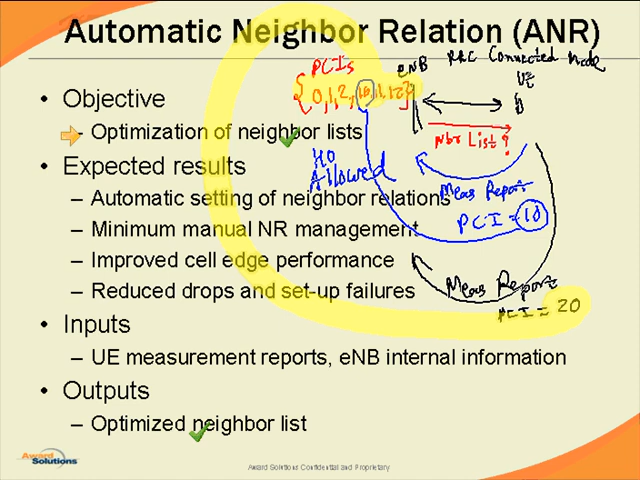 Automatic Neighbor Relation (ANR)
PCIs
eNB
RRC Connected Mode
UE
{0,1,2,10,11,12}
• Objective
– Optimization of neighbor lists
Nbr List ?
HO
Allowed
• Expected results
– Automatic setting of neighbor relations
Meas Report
PCI = 10
– Minimum manual NR management
– Improved cell edge performance
– Reduced drops and set-up failures
Meas Report
PCI = 20
• Inputs
– UE measurement reports, eNB internal information
• Outputs
– Optimized neighbor list
Award
Solutions
Award Solutions Confidential and Proprietary